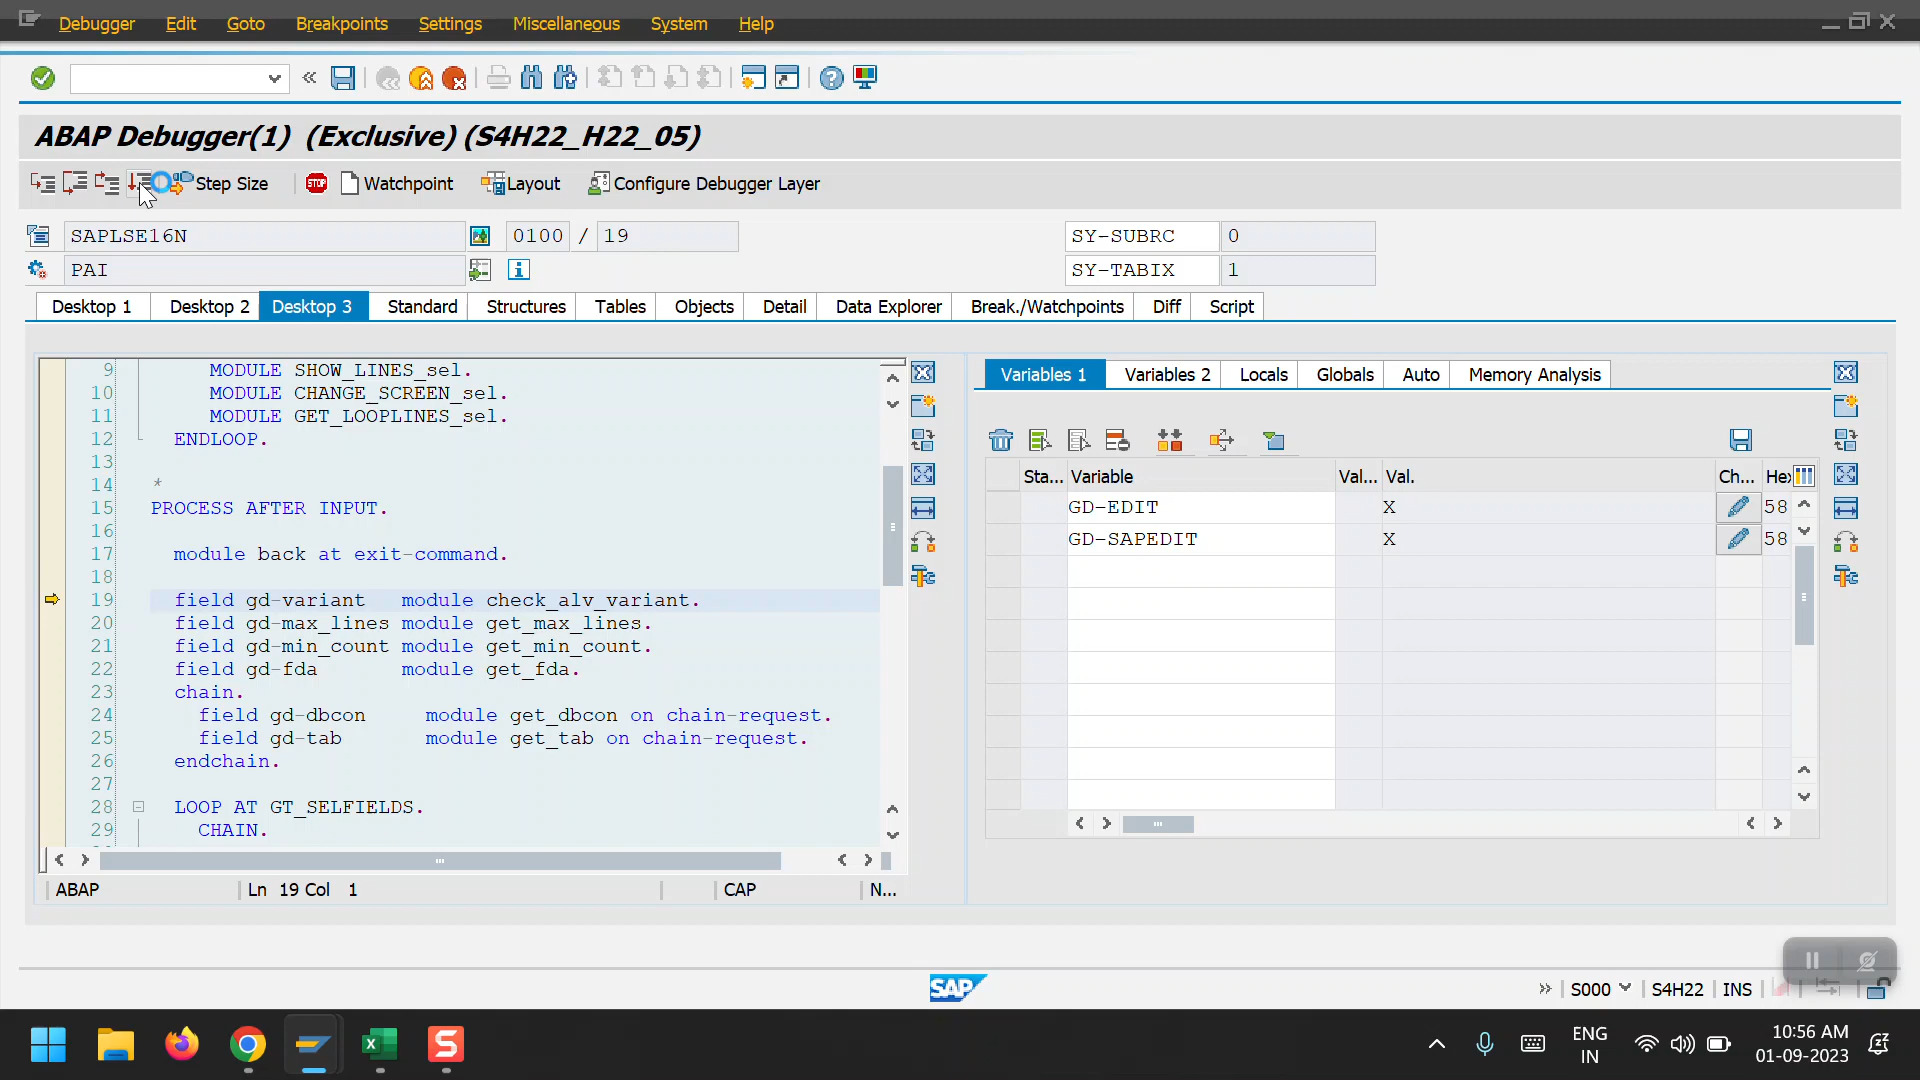 Debugger Edit Goto Breakpoints Settings Miscellaneous System Help
ABAP Debugger(1) (Exclusive) (S4H22_H22_05)
Step Size STOP Watchpoint Layout Configure Debugger Layer
SAPLSE16N 0100 / 19 SY-SUBRC 0
PAI SY-TABIX 1
Desktop 1 Desktop 2 Desktop 3 Standard Structures Tables Objects Detail Data Explorer Break./Watchpoints Diff Script
Variables 1 Variables 2 Locals Globals Auto Memory Analysis
Sta... Variable Val... Val. Ch... Hex
GD-EDIT X 58
GD-SAPEDIT X 58
9 MODULE SHOW_LINES_sel.
10 MODULE CHANGE_SCREEN_sel.
11 MODULE GET_LOOPLINES_sel.
12 ENDLOOP.
13
14 *
15 PROCESS AFTER INPUT.
16
17 module back at exit-command.
18
19 field gd-variant module check_alv_variant.
20 field gd-max_lines module get_max_lines.
21 field gd-min_count module get_min_count.
22 field gd-fda module get_fda.
23 chain.
24 field gd-dbcon module get_dbcon on chain-request.
25 field gd-tab module get_tab on chain-request.
26 endchain.
27
28 LOOP AT GT_SELFIELDS.
29 CHAIN.
ABAP Ln 19 Col 1 CAP N...
SAP
S000 S4H22 INS
ENG
IN
10:56 AM
01-09-2023